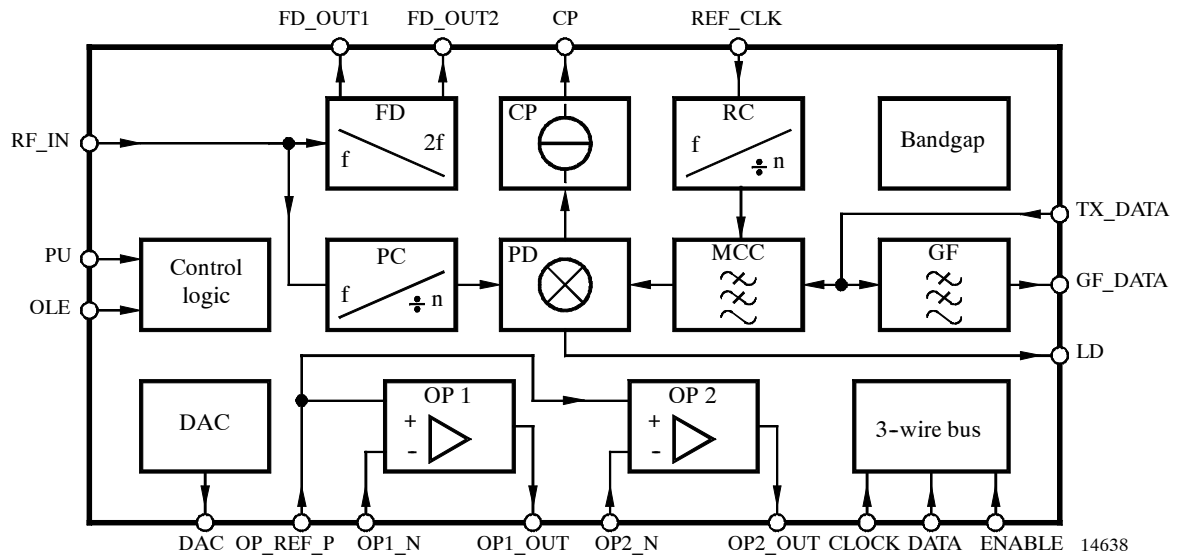 FD_OUT1 FD_OUT2 CP REF_CLK
RF_IN
FD
f
2f
CP
RC
f
÷ n
Bandgap
TX_DATA
PU
OLE
Control
logic
PC
f
÷ n
PD
MCC
GF
GF_DATA
LD
DAC
OP 1
+
-
OP 2
+
-
3-wire bus
DAC OP_REF_P OP1_N OP1_OUT OP2_N OP2_OUT CLOCK DATA ENABLE 14638